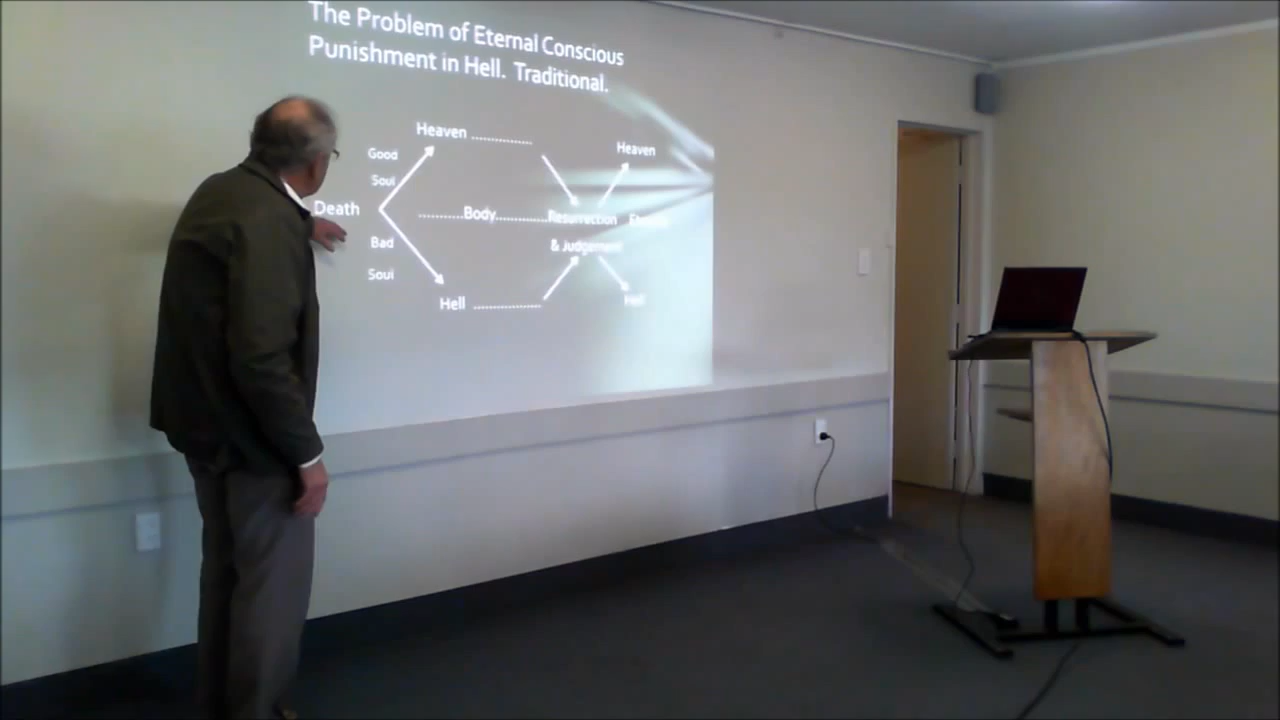 The Problem of Eternal Conscious
Punishment in Hell. Traditional.
Heaven ...............
Heaven
Good
Soul
Death
...........Body.............Resurrection
Bad
& Judgement
Soul
Hell .................
Hell